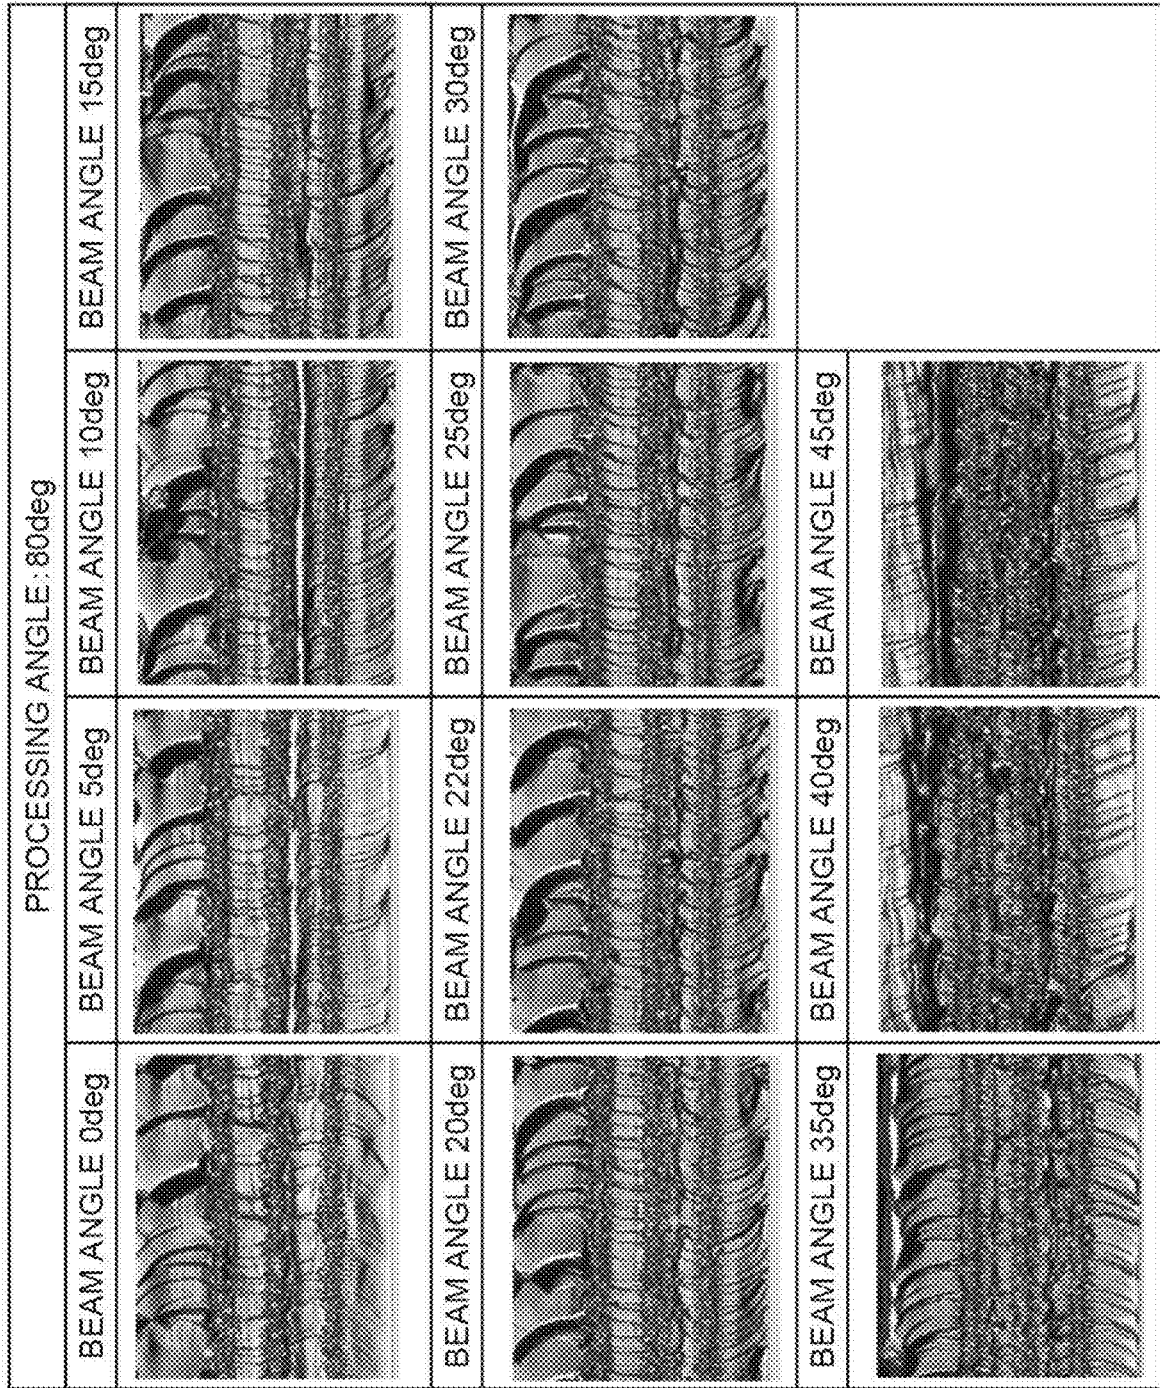 PROCESSING ANGLE:80deg
BEAM ANGLE 0deg
BEAM ANGLE 5deg
BEAM ANGLE 10deg
BEAM ANGLE 15deg
BEAM ANGLE 20deg
BEAM ANGLE 22deg
BEAM ANGLE 25deg
BEAM ANGLE 30deg
BEAM ANGLE 35deg
BEAM ANGLE 40deg
BEAM ANGLE 45deg